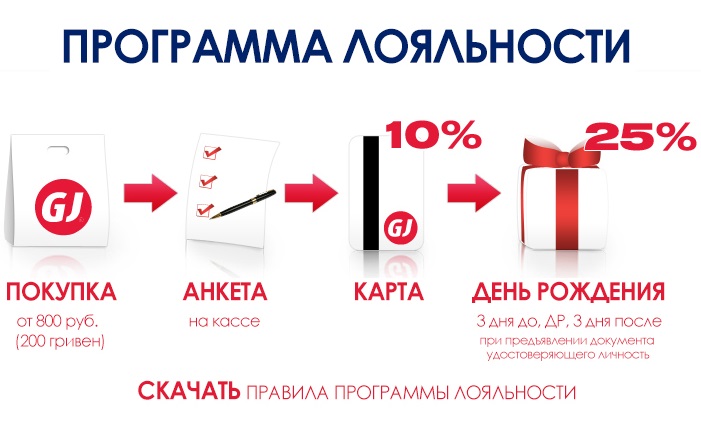 ПРОГРАММА ЛОЯЛЬНОСТИ
10%
25%
GJ
GJ
ПОКУПКА
от 800 руб.
(200 гривен)
АНКЕТА
на кассе
КАРТА
ДЕНЬ РОЖДЕНИЯ
3 дня до, ДР, 3 дня после
при предъявлении документа
удостоверяющего личность
СКАЧАТЬ ПРАВИЛА ПРОГРАММЫ ЛОЯЛЬНОСТИ